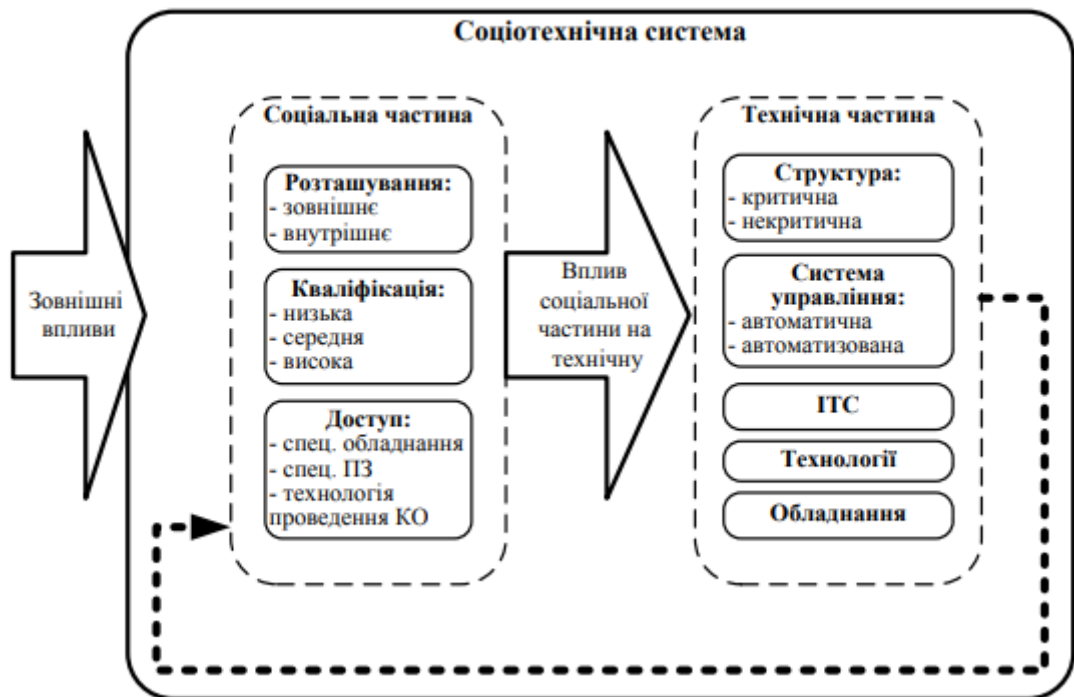 Соціотехнічна система
Зовнішні
впливи
Соціальна частина
Розташування:
- зовнішнє
- внутрішнє
Кваліфікація:
- низька
- середня
- висока
Доступ:
- спец. обладнання
- спец. ПЗ
- технологія
проведення КО
Вплив
соціальної
частини на
технічну
Технічна частина
Структура:
- критична
- некритична
Система
управління:
- автоматична
- автоматизована
ІТС
Технології
Обладнання